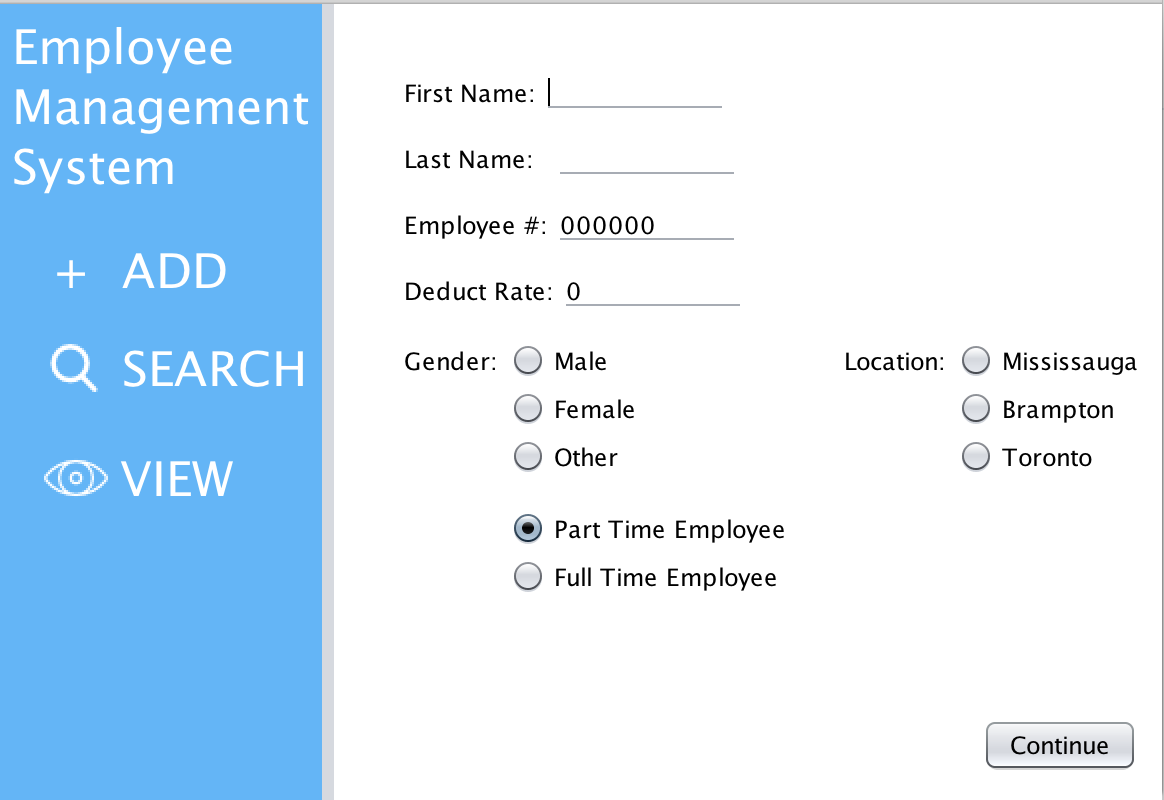 Employee
Management
System
+ ADD
SEARCH
VIEW
First Name:
Last Name:
Employee #: 000000
Deduct Rate: 0
Gender: Male
Female
Other
Location: Mississauga
Brampton
Toronto
Part Time Employee
Full Time Employee
Continue